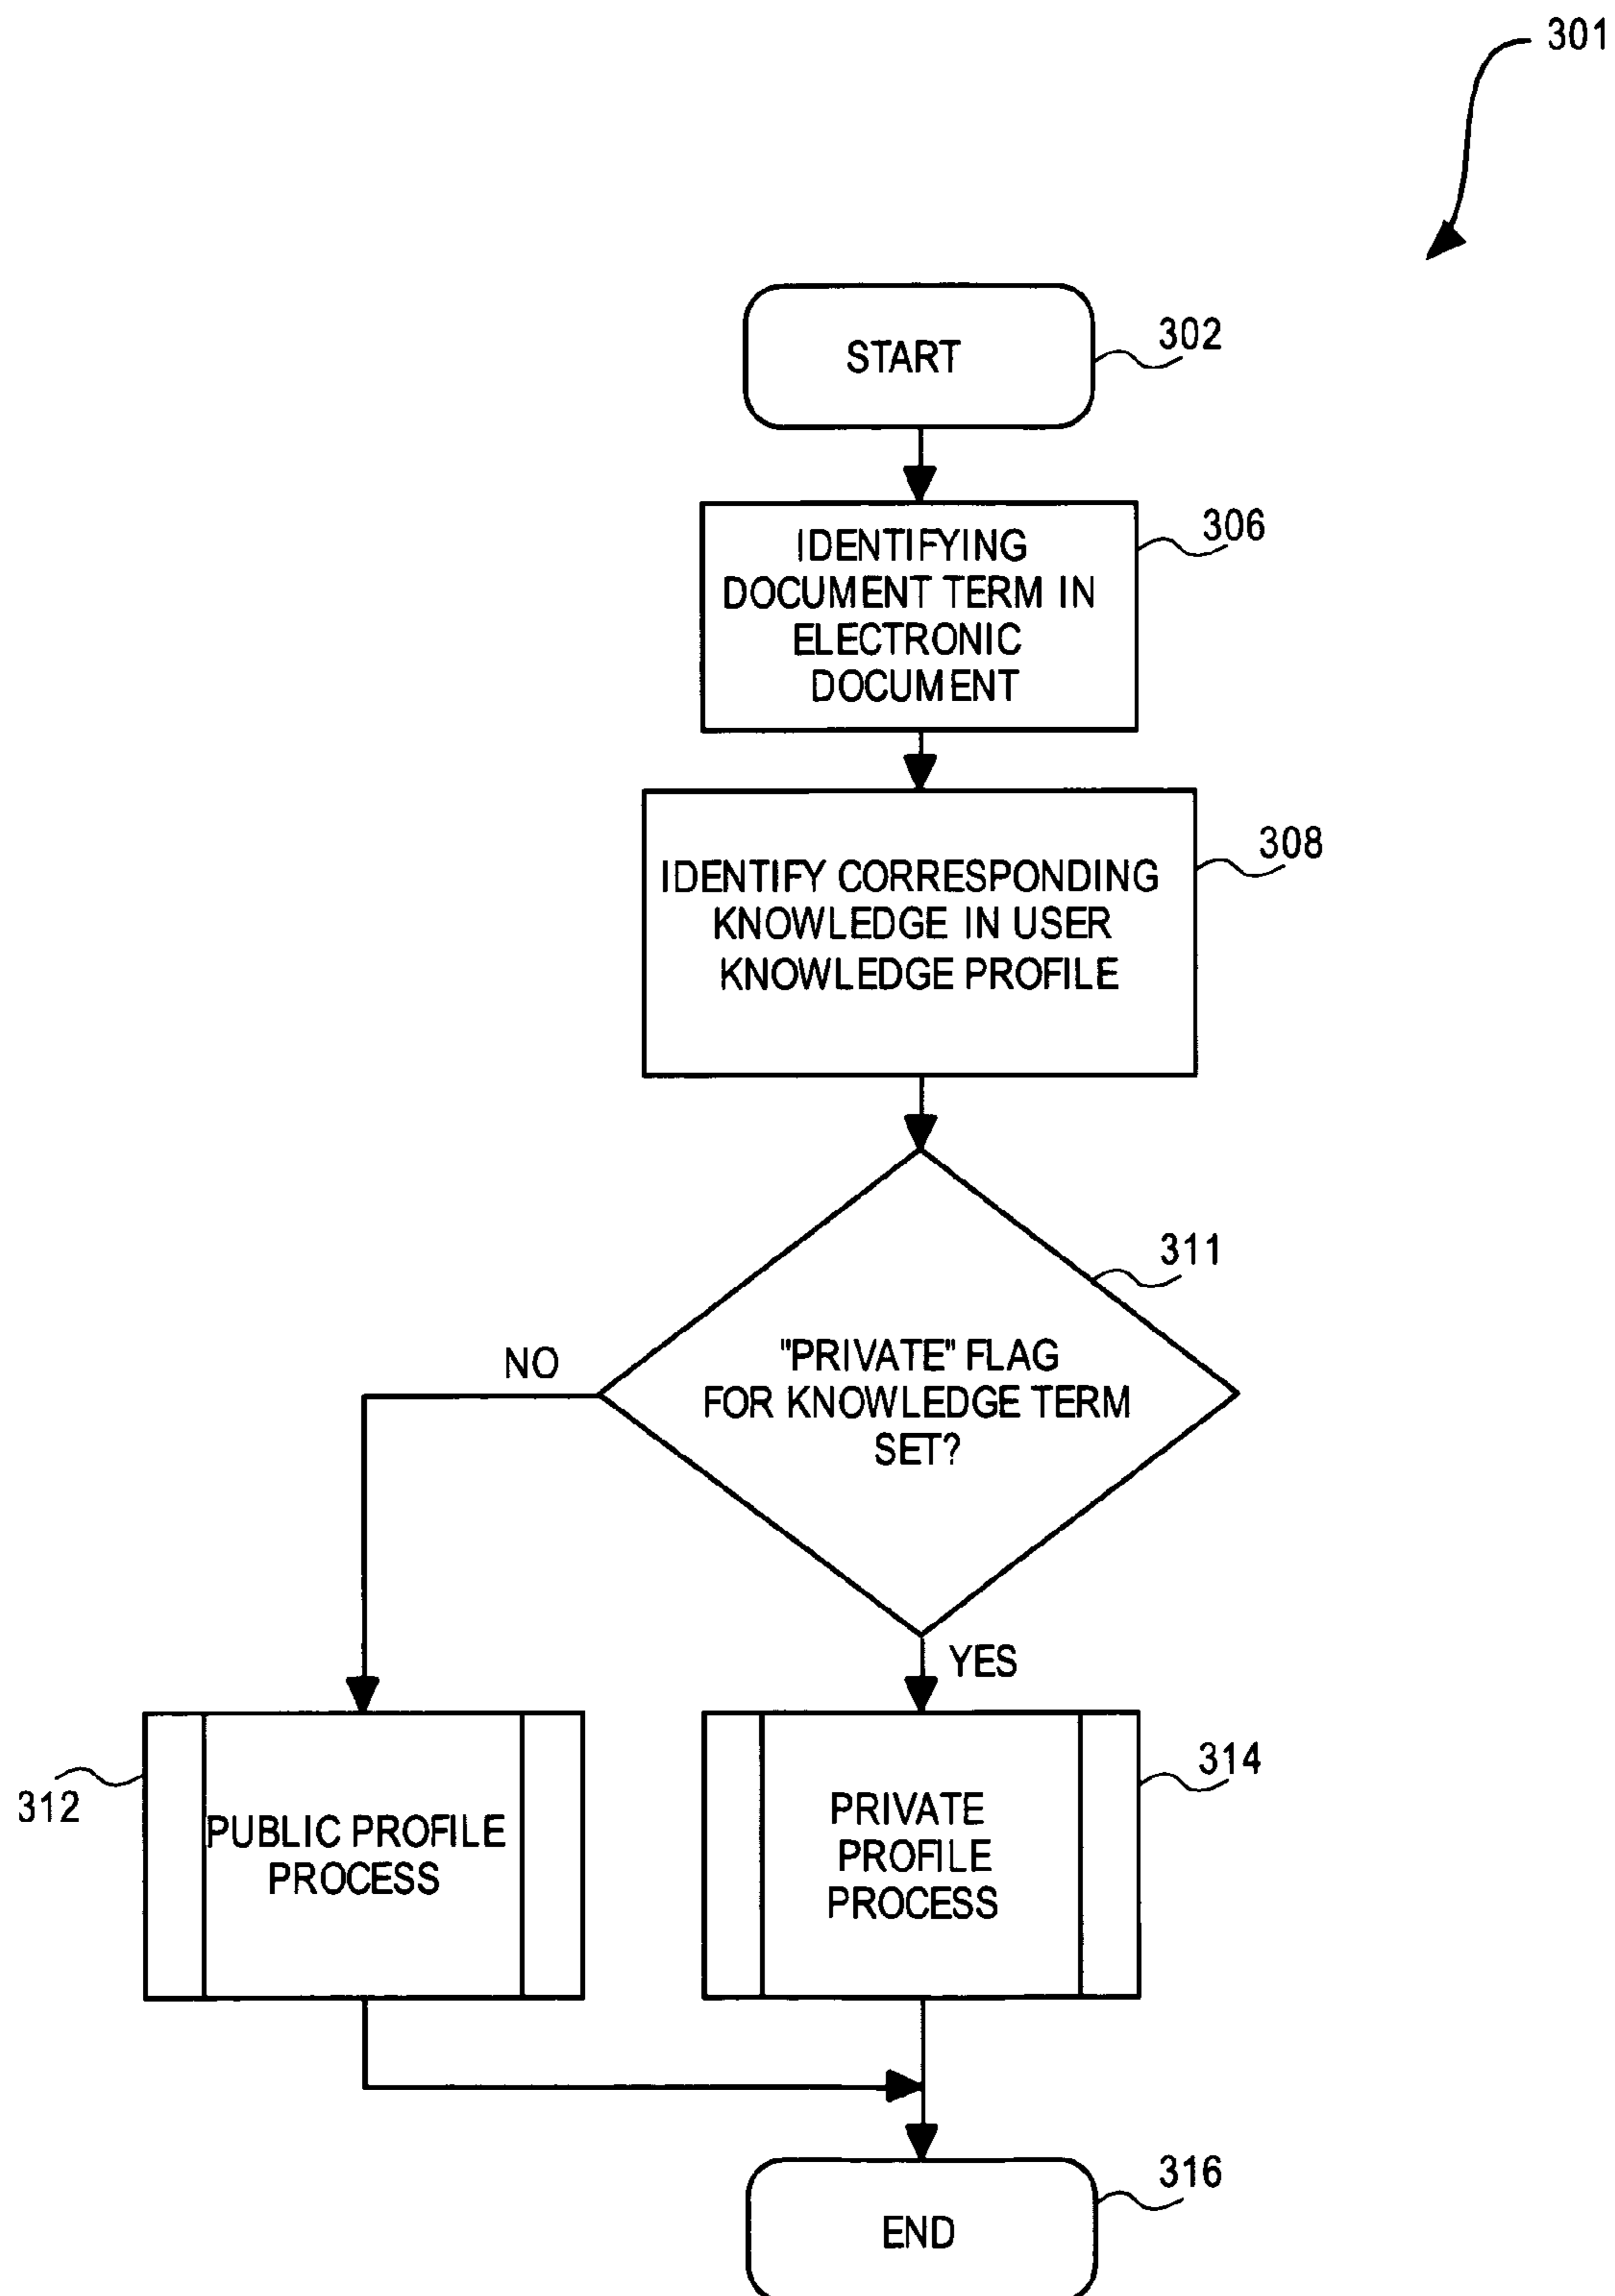 301
START
302
IDENTIFYING
DOCUMENT TERM IN
ELECTRONIC
DOCUMENT
306
IDENTIFY CORRESPONDING
KNOWLEDGE IN USER
KNOWLEDGE PROFILE
308
"PRIVATE" FLAG
FOR KNOWLEDGE TERM
SET?
311
NO
YES
312
PUBLIC PROFILE
PROCESS
PRIVATE
PROFILE
PROCESS
314
END
316